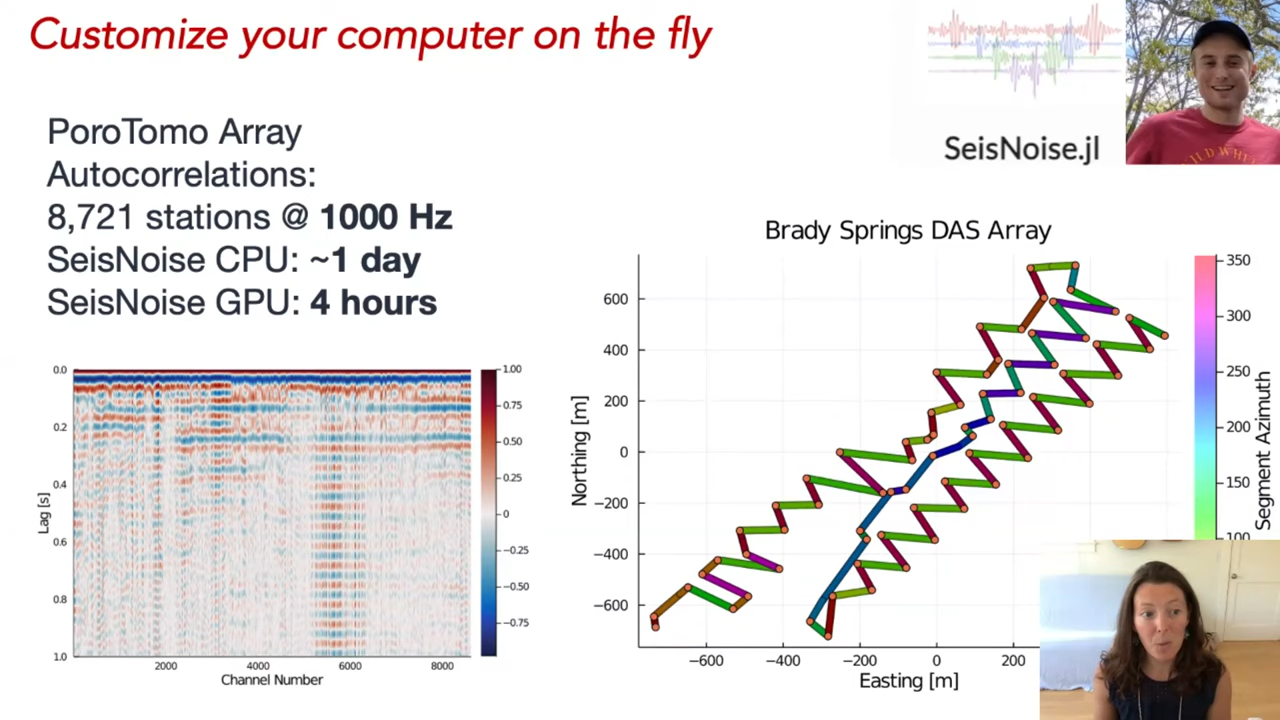 Customize your computer on the fly
SeisNoise.jl
PoroTomo Array
Autocorrelations:
8,721 stations @ 1000 Hz
SeisNoise CPU: ~1 day
SeisNoise GPU: 4 hours
0.0
0.2
0.4
0.6
0.8
1.0
Lag [s]
2000
4000
6000
8000
Channel Number
1.00
0.75
0.50
0.25
0
−0.25
−0.50
−0.75
Brady Springs DAS Array
600
400
200
0
−200
−400
−600
Northing [m]
−600
−400
−200
0
200
Easting [m]
350
300
250
200
150
100
Segment Azimuth